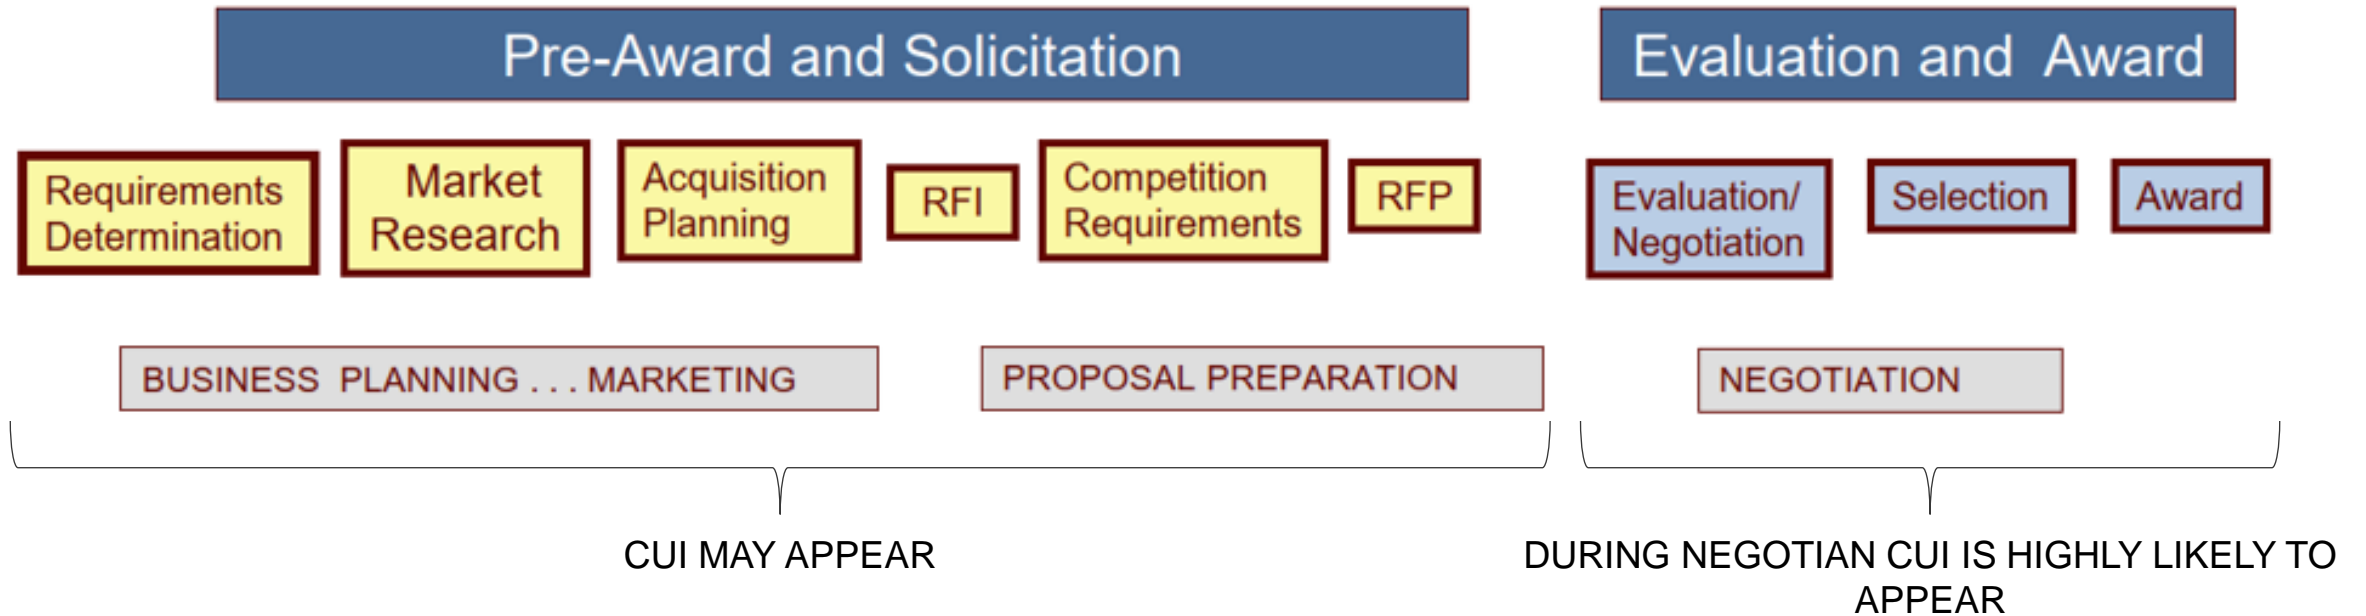 Pre-Award and Solicitation
Evaluation and Award
Requirements
Determination
Market
Research
Acquisition
Planning
RFI
Competition
Requirements
RFP
Evaluation/
Negotiation
Selection
Award
BUSINESS PLANNING . . . MARKETING
PROPOSAL PREPARATION
NEGOTIATION
CUI MAY APPEAR
DURING NEGOTIAN CUI IS HIGHLY LIKELY TO
APPEAR